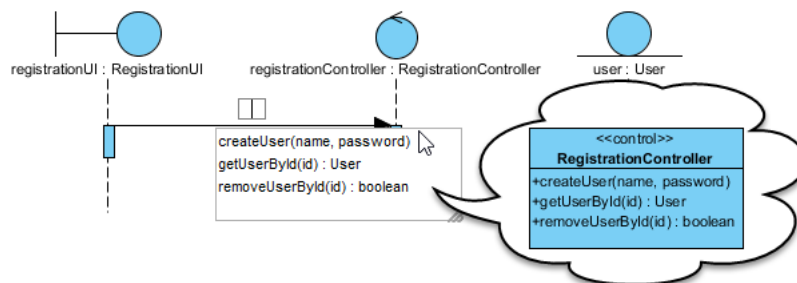 registrationUI : RegistrationUI
registrationController : RegistrationController
user : User
createUser(name, password)
getUserById(id) : User
removeUserById(id) : boolean
<<control>>
RegistrationController
+createUser(name, password)
+getUserById(id) : User
+removeUserById(id) : boolean